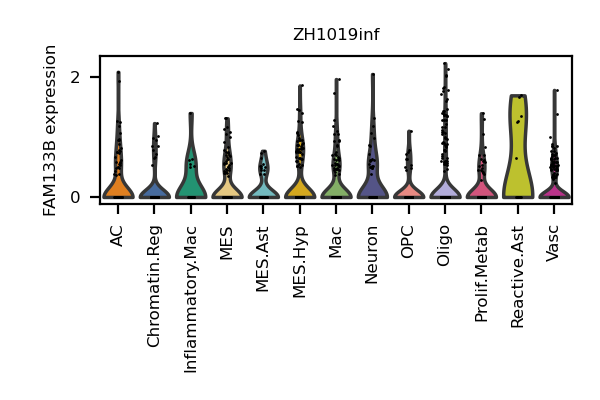 ZH1019inf
FAM133B expression
2
0
AC
Chromatin.Reg
Inflammatory.Mac
MES
MES.Ast
MES.Hyp
Mac
Neuron
OPC
Oligo
Prolif.Metab
Reactive.Ast
Vasc